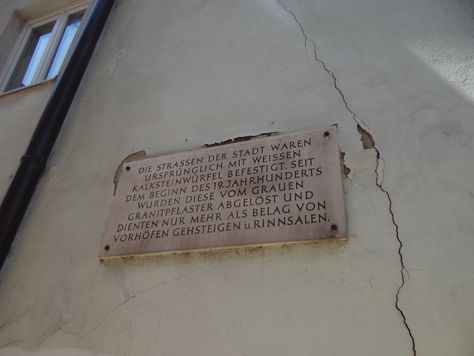 DIE STRASSEN DER STADT WAREN
URSPRÜNGLICH MIT WEISSEN
KALKSTEINWÜRFEL BEFESTIGT. SEIT
DEM BEGINN DES 19. JAHRHUNDERTS
WURDEN DIESE VOM GRAUEN
GRANITPFLASTER ABGELÖST UND
DIENTEN NUR MEHR ALS BELAG VON
VORHÖFEN GEHSTEIGEN U. RINNSALEN.